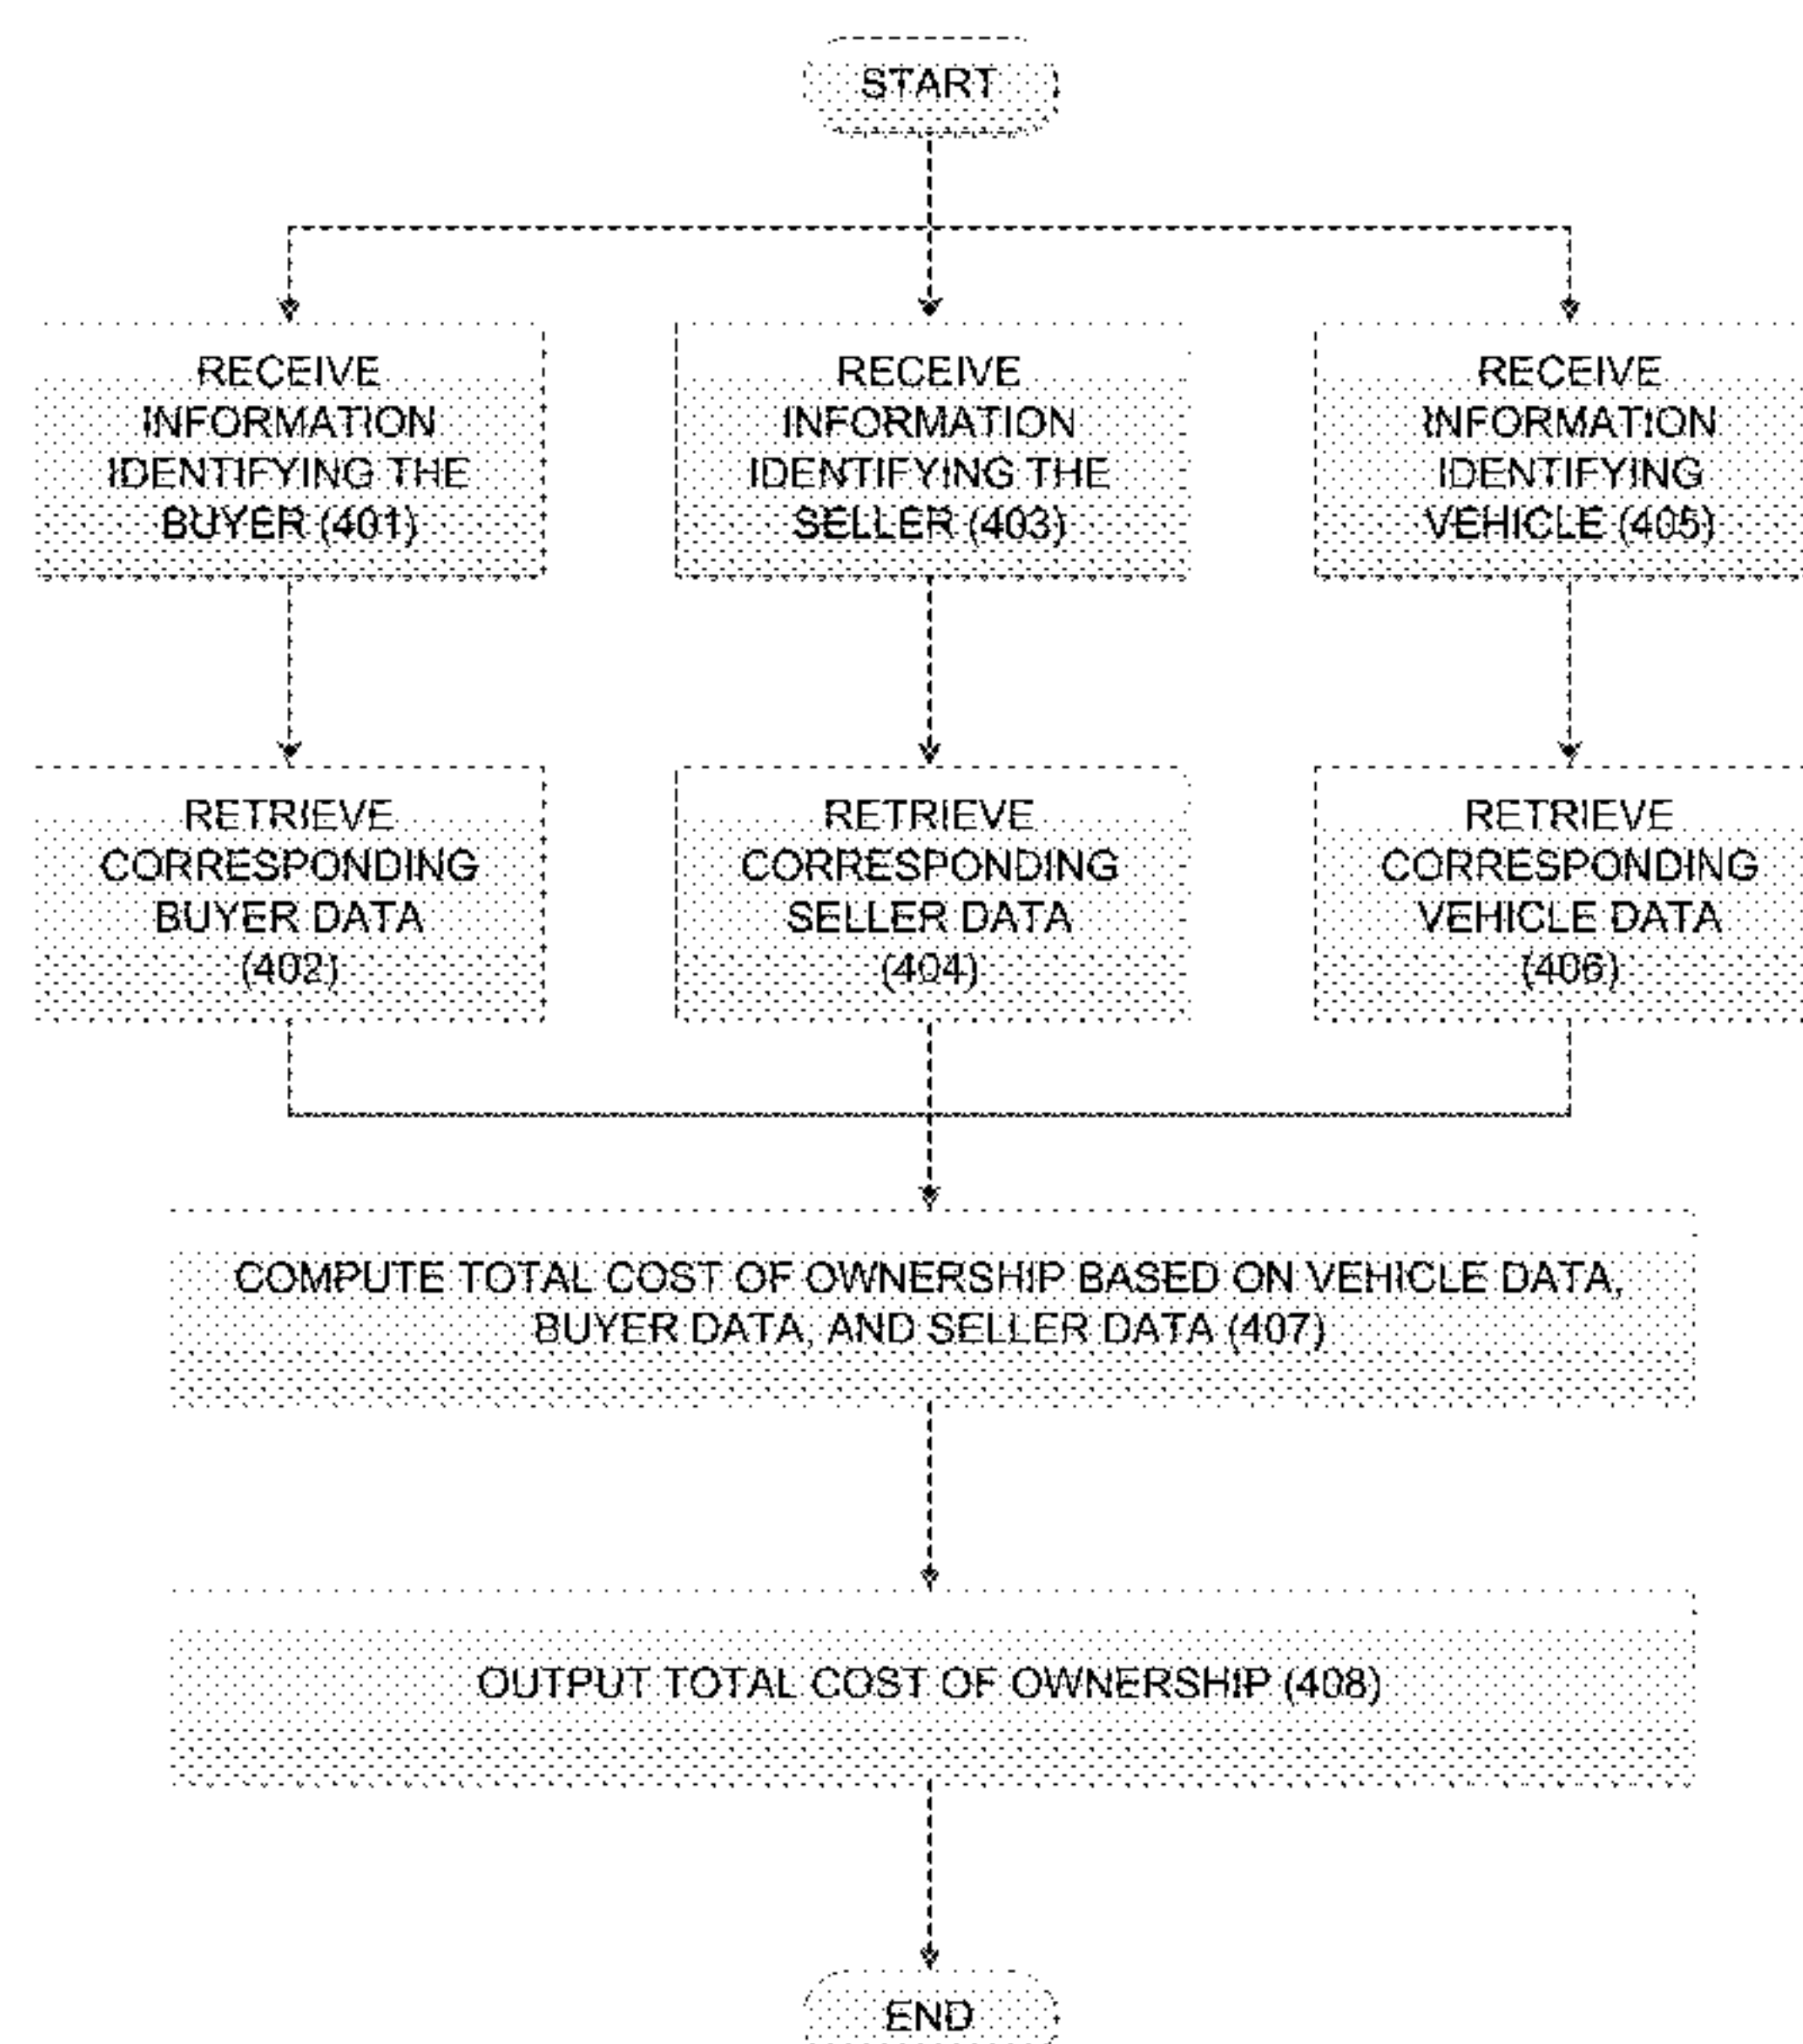 START
RECEIVE
INFORMATION
IDENTIFYING THE
BUYER (401)
RECEIVE
INFORMATION
IDENTIFYING THE
SELLER (403)
RECEIVE
INFORMATION
IDENTIFYING
VEHICLE (405)
RETRIEVE
CORRESPONDING
BUYER DATA
(402)
RETRIEVE
CORRESPONDING
SELLER DATA
(404)
RETRIEVE
CORRESPONDING
VEHICLE DATA
(406)
COMPUTE TOTAL COST OF OWNERSHIP BASED ON VEHICLE DATA,
BUYER DATA, AND SELLER DATA (407)
OUTPUT TOTAL COST OF OWNERSHIP (408)
END